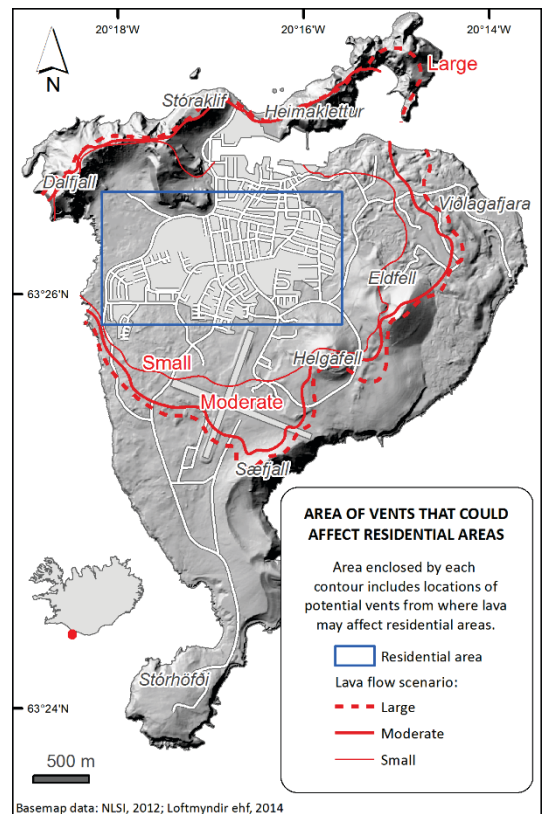 20°18'W
20°16'W
20°14'W
N
Large
Stóraklif
Heimaklettur
Dalfjall
Viðlagafjara
Eldfell
63°26'N
Helgafell
Small
Moderate
Sæfjall
AREA OF VENTS THAT COULD
AFFECT RESIDENTIAL AREAS
Area enclosed by each
contour includes locations of
potential vents from where lava
may affect residential areas.
Residential area
Lava flow scenario:
Large
Moderate
Small
Stórhöfði
63°24'N
500 m
Basemap data: NLSI, 2012; Loftmyndir ehf, 2014